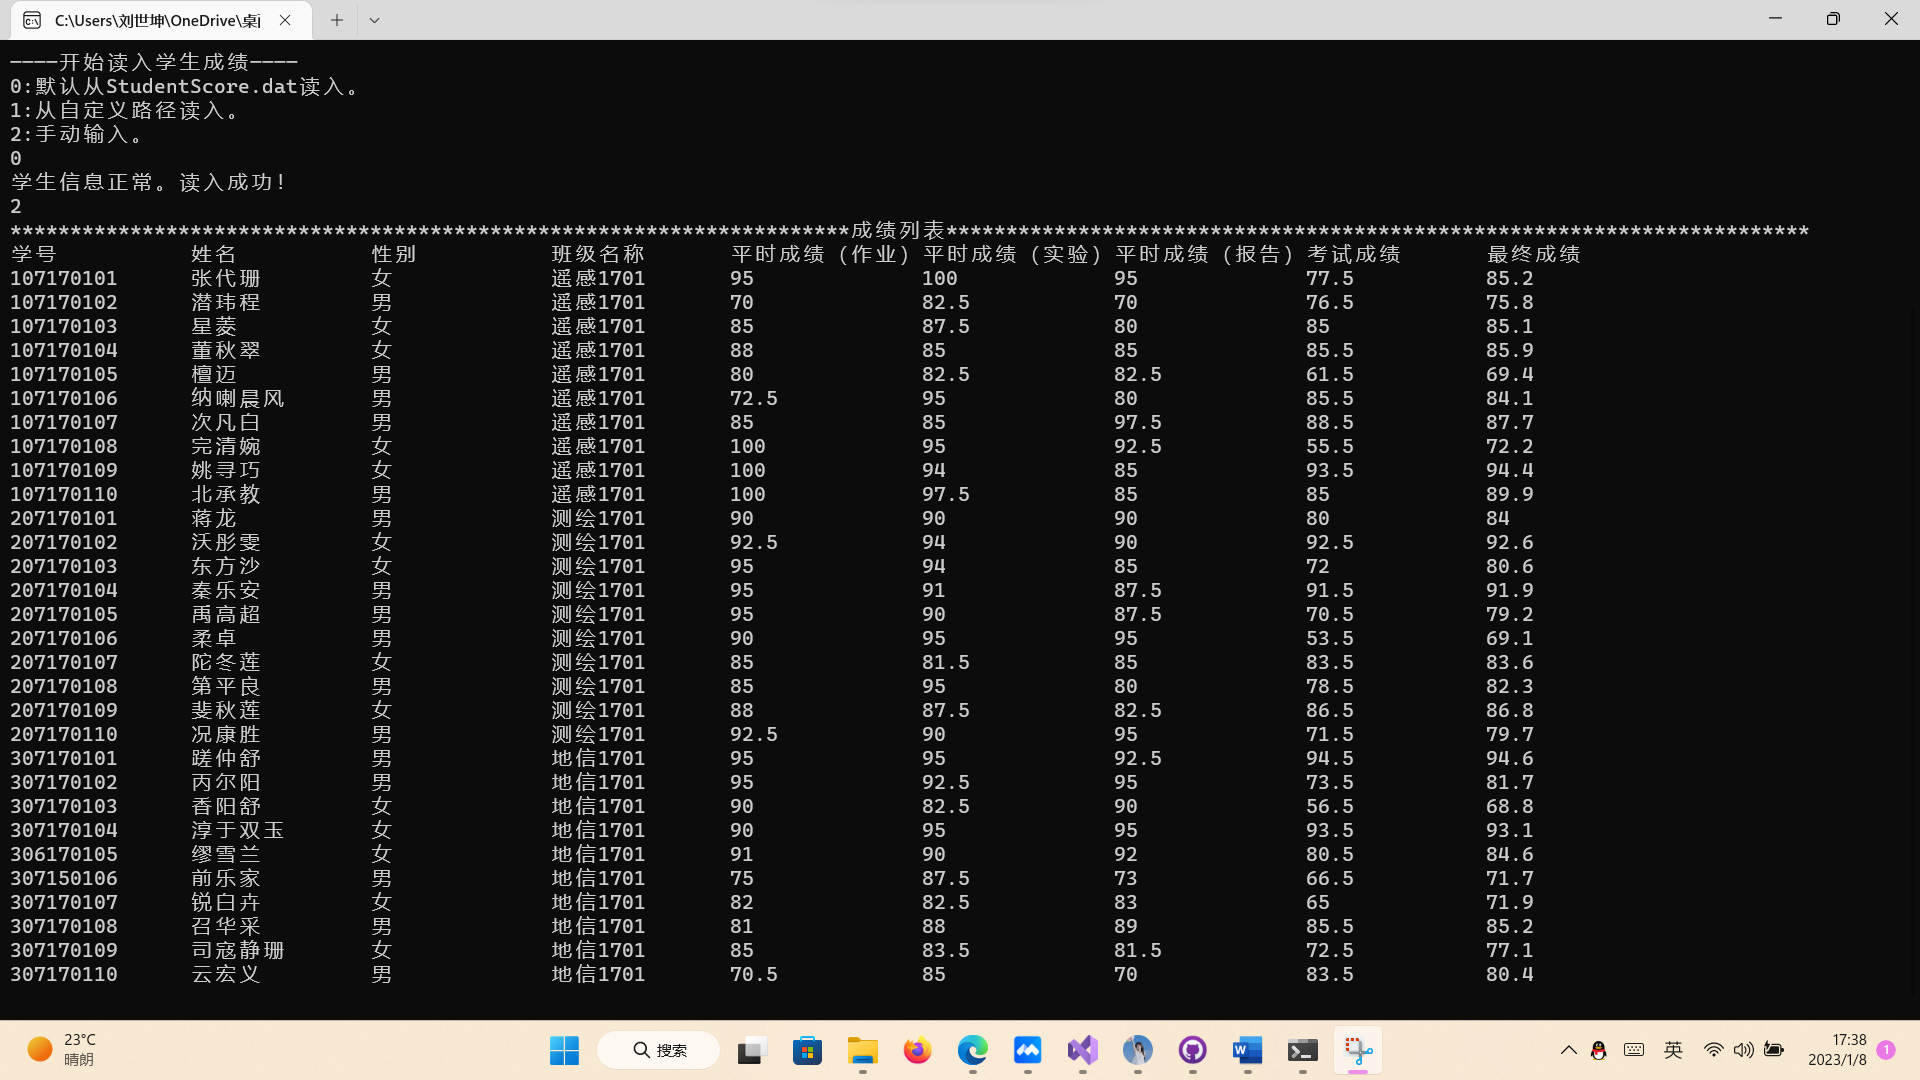 C:\Users\刘世坤\OneDrive\桌
----开始读入学生成绩----
0:默认从StudentScore.dat读入。
1:从自定义路径读入。
2:手动输入。
0
学生信息正常。读入成功!
2
**********************************************************************成绩列表************************************************************************
学号 姓名 性别 班级名称 平时成绩(作业) 平时成绩(实验) 平时成绩(报告) 考试成绩 最终成绩
107170101 张代珊 女 遥感1701 95 100 95 77.5 85.2
107170102 潜玮程 男 遥感1701 70 82.5 70 76.5 75.8
107170103 星菱 女 遥感1701 85 87.5 80 85 85.1
107170104 董秋翠 女 遥感1701 88 85 85 85.5 85.9
107170105 檀迈 男 遥感1701 80 82.5 82.5 61.5 69.4
107170106 纳喇晨风 男 遥感1701 72.5 95 80 85.5 84.1
107170107 次凡白 男 遥感1701 85 85 97.5 88.5 87.7
107170108 完清婉 女 遥感1701 100 95 92.5 55.5 72.2
107170109 姚寻巧 女 遥感1701 100 94 85 93.5 94.4
107170110 北承教 男 遥感1701 100 97.5 85 85 89.9
207170101 蒋龙 男 测绘1701 90 90 90 80 84
207170102 沃彤雯 女 测绘1701 92.5 94 90 92.5 92.6
207170103 东方沙 女 测绘1701 95 94 85 72 80.6
207170104 秦乐安 男 测绘1701 95 91 87.5 91.5 91.9
207170105 禹高超 男 测绘1701 95 90 87.5 70.5 79.2
207170106 柔卓 男 测绘1701 90 95 95 53.5 69.1
207170107 陀冬莲 女 测绘1701 85 81.5 85 83.5 83.6
207170108 第平良 男 测绘1701 85 95 80 78.5 82.3
207170109 斐秋莲 女 测绘1701 88 87.5 82.5 86.5 86.8
207170110 况康胜 男 测绘1701 92.5 90 95 71.5 79.7
307170101 蹉仲舒 男 地信1701 95 95 92.5 94.5 94.6
307170102 丙尔阳 男 地信1701 95 92.5 95 73.5 81.7
307170103 香阳舒 女 地信1701 90 82.5 90 56.5 68.8
307170104 淳于双玉 女 地信1701 90 95 95 93.5 93.1
306170105 缪雪兰 女 地信1701 91 90 92 80.5 84.6
307150106 前乐家 男 地信1701 75 87.5 73 66.5 71.7
307170107 锐白卉 女 地信1701 82 82.5 83 65 71.9
307170108 召华采 男 地信1701 81 88 89 85.5 85.2
307170109 司寇静珊 女 地信1701 85 83.5 81.5 72.5 77.1
307170110 云宏义 男 地信1701 70.5 85 70 83.5 80.4
23°C
晴朗
搜索
英
17:38
2023/1/8
1